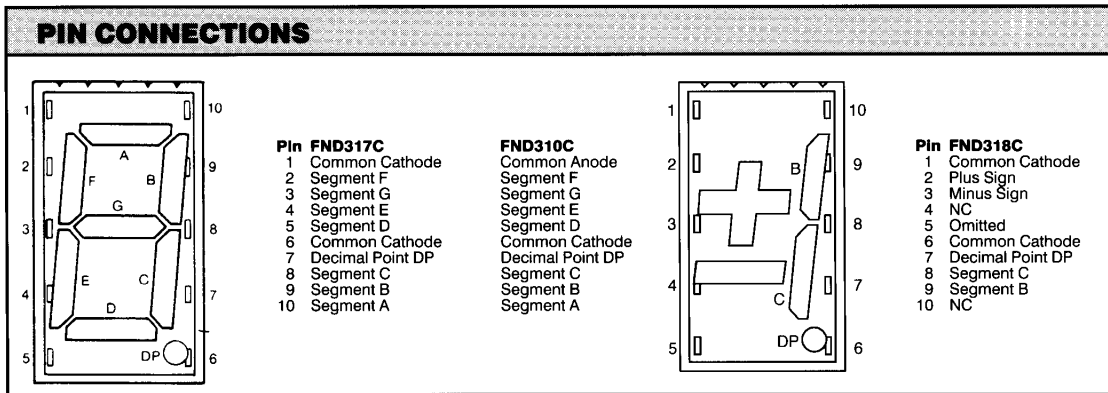 PIN CONNECTIONS
1
2
3
4
5
10
9
8
7
6
A
F
B
G
E
C
D
DP
Pin FND317C FND310C
1 Common Cathode Common Anode
2 Segment F Segment F
3 Segment G Segment G
4 Segment E Segment E
5 Segment D Segment D
6 Common Cathode Common Cathode
7 Decimal Point DP Decimal Point DP
8 Segment C Segment C
9 Segment B Segment B
10 Segment A Segment A
1
2
3
4
5
10
9
8
7
6
B
C
DP
Pin FND318C
1 Common Cathode
2 Plus Sign
3 Minus Sign
4 NC
5 Omitted
6 Common Cathode
7 Decimal Point DP
8 Segment C
9 Segment B
10 NC